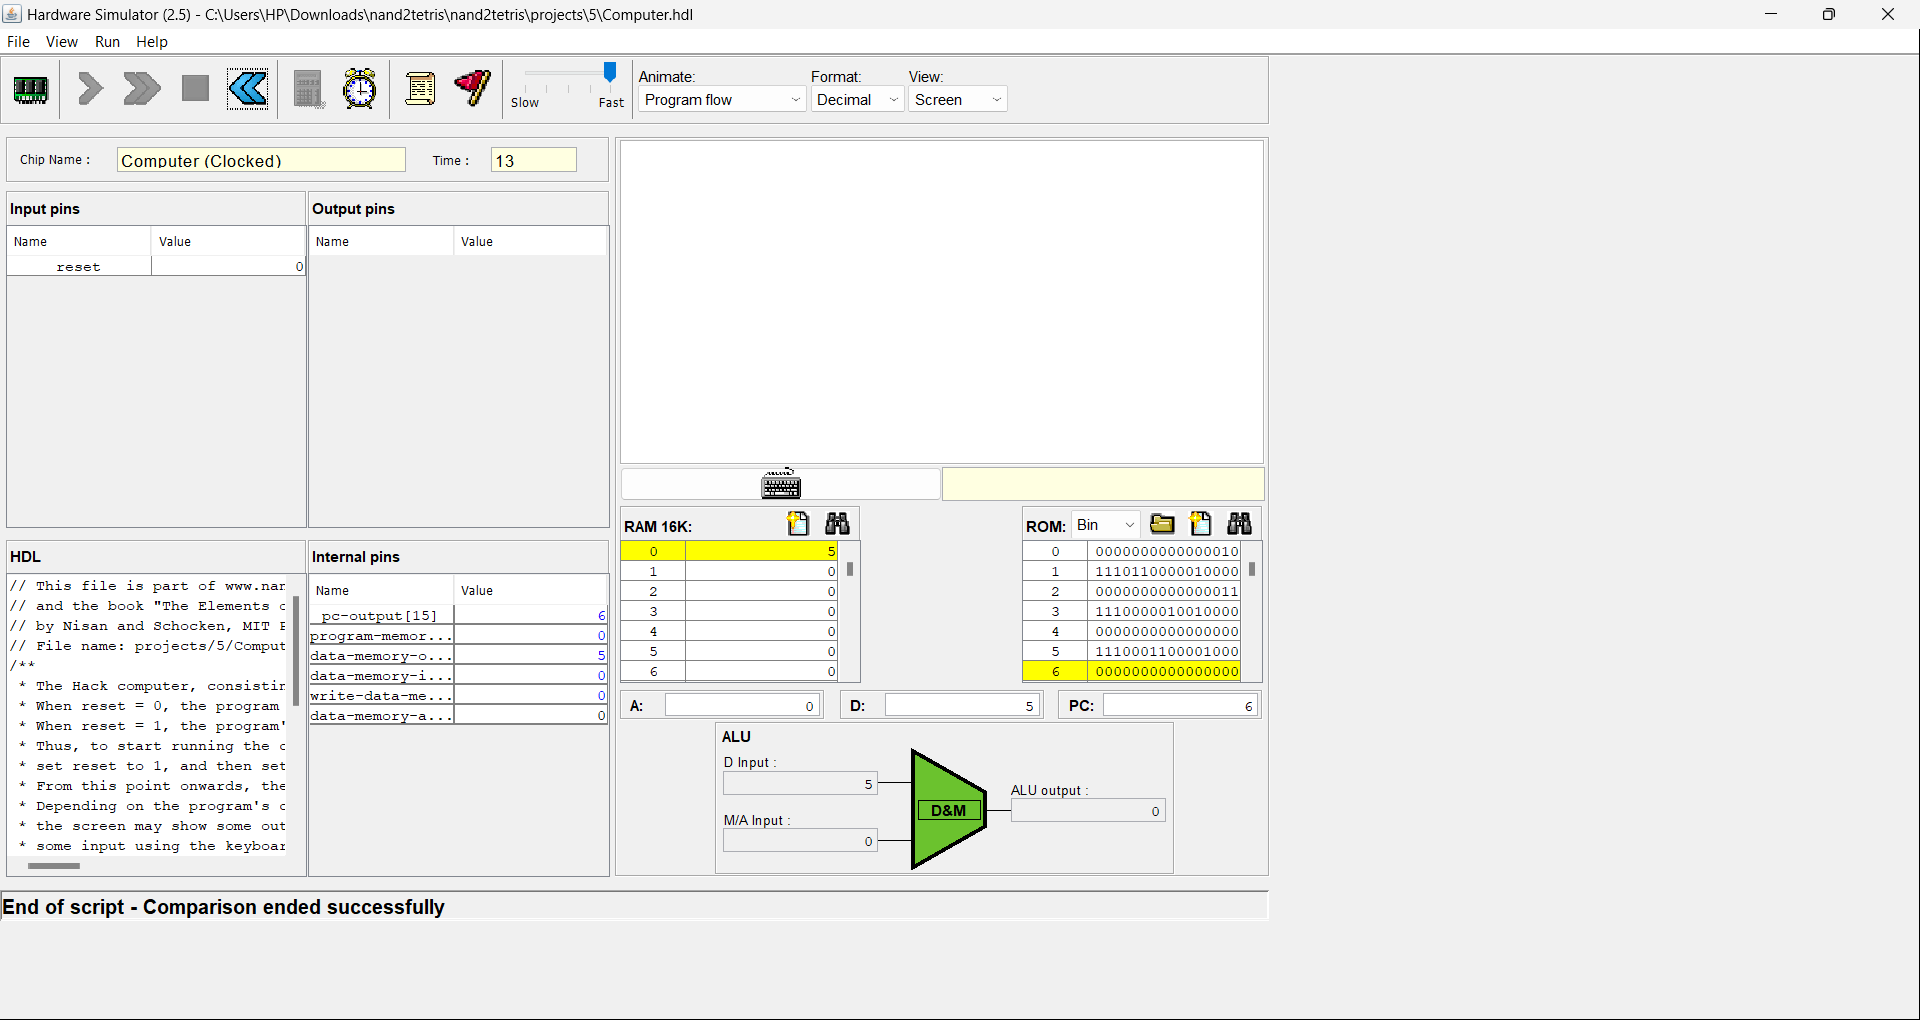 Hardware Simulator (2.5) - C:\Users\HP\Downloads\nand2tetris\nand2tetris\projects\5\Computer.hdl
File View Run Help
Slow Fast
Animate: Format: View:
Program flow Decimal Screen
Chip Name : Computer (Clocked) Time : 13
Input pins
Name Value
reset 0
Output pins
Name Value
HDL
// This file is part of www.nan
// and the book "The Elements o
// by Nisan and Schocken, MIT P
// File name: projects/5/Comput
/**
* The Hack computer, consistin
* When reset = 0, the program
* When reset = 1, the program'
* Thus, to start running the c
* set reset to 1, and then set
* From this point onwards, the
* Depending on the program's c
* the screen may show some out
* some input using the keyboar
Internal pins
Name Value
pc-output[15] 6
program-memor... 0
data-memory-o... 5
data-memory-i... 0
write-data-me... 0
data-memory-a... 0
RAM 16K:
0 5
1 0
2 0
3 0
4 0
5 0
6 0
ROM: Bin
0 0000000000000010
1 1110110000010000
2 0000000000000011
3 1110000010010000
4 0000000000000000
5 1110001100001000
6 0000000000000000
A: 0 D: 5 PC: 6
ALU
D Input :
5
M/A Input :
0
D&M
ALU output :
0
End of script - Comparison ended successfully